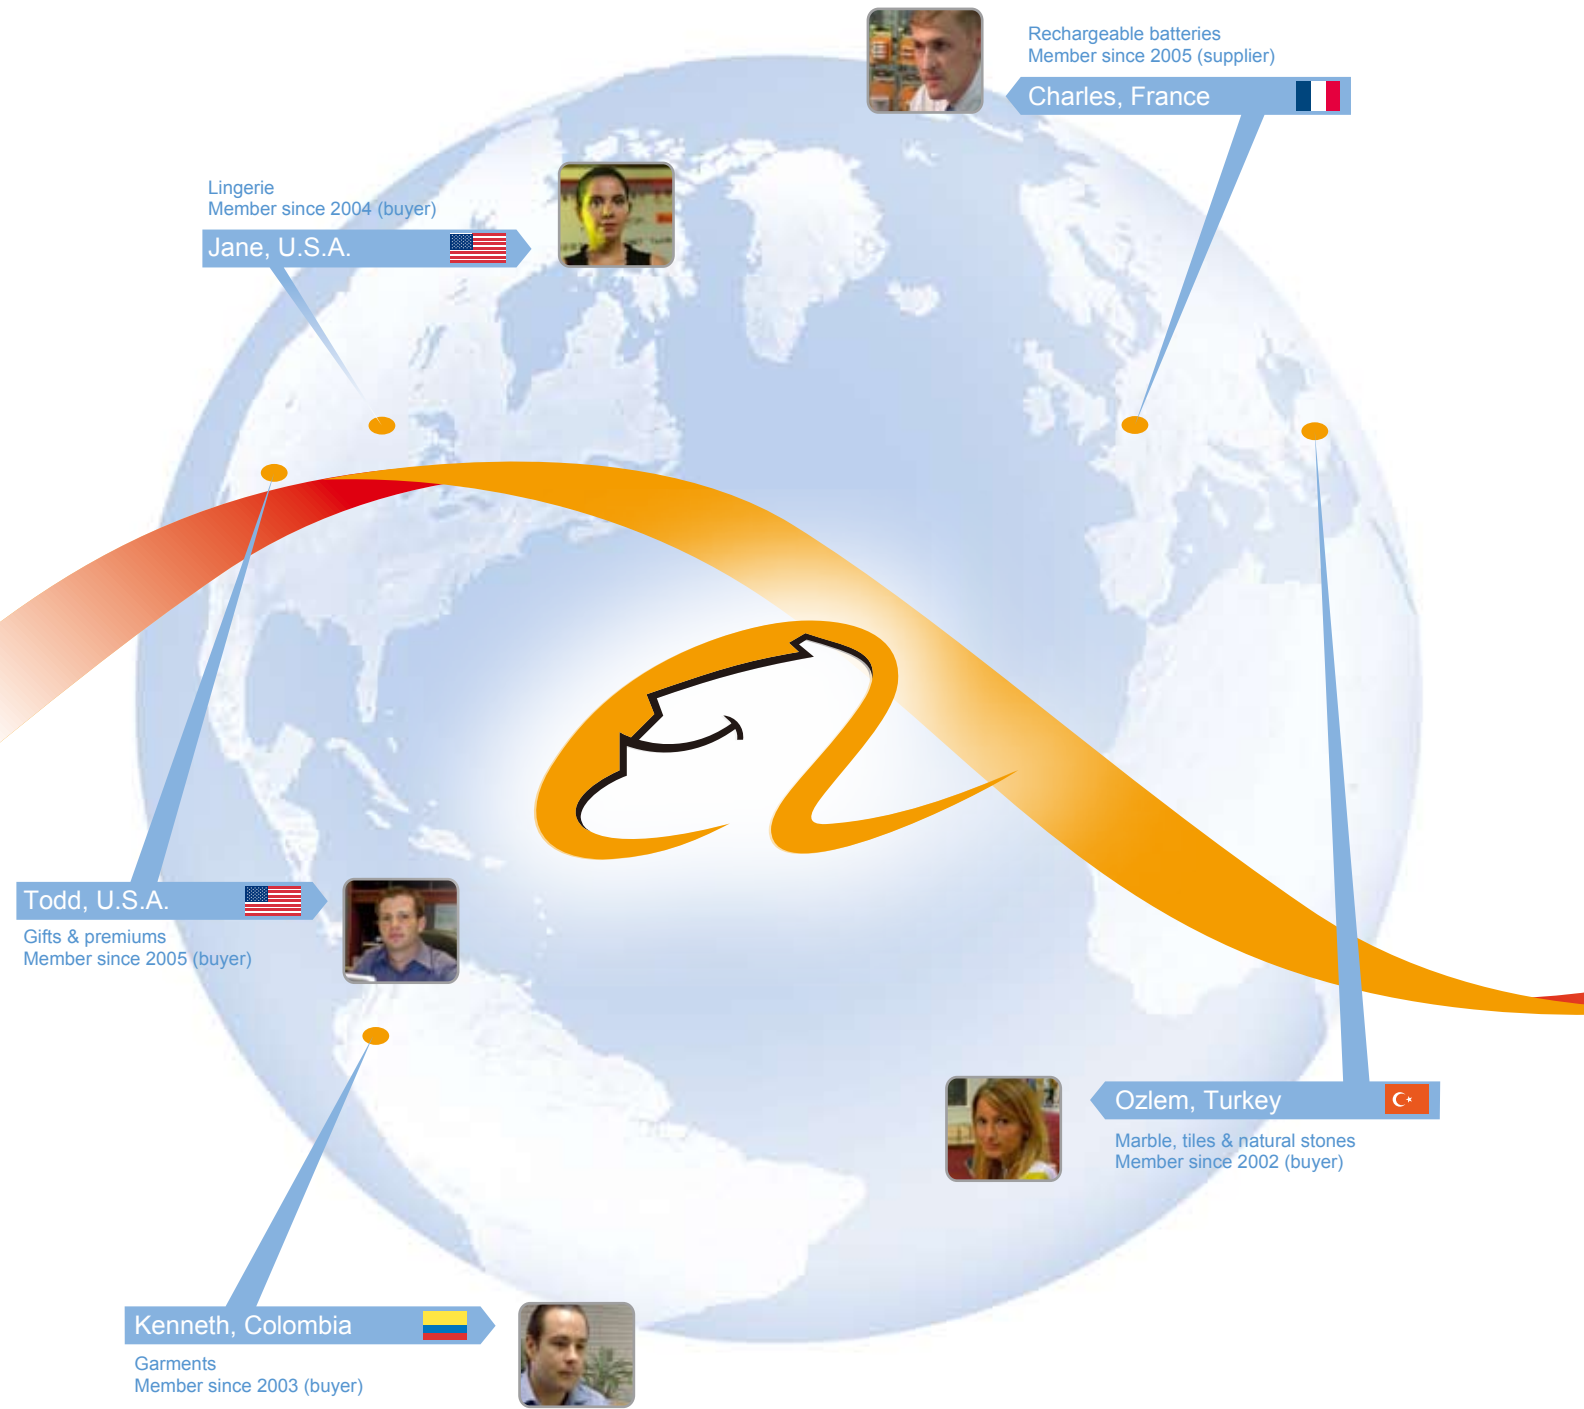 Rechargeable batteries
Member since 2005 (supplier)
Charles, France
Lingerie
Member since 2004 (buyer)
Jane, U.S.A.
Todd, U.S.A.
Gifts & premiums
Member since 2005 (buyer)
Ozlem, Turkey
Marble, tiles & natural stones
Member since 2002 (buyer)
Kenneth, Colombia
Garments
Member since 2003 (buyer)